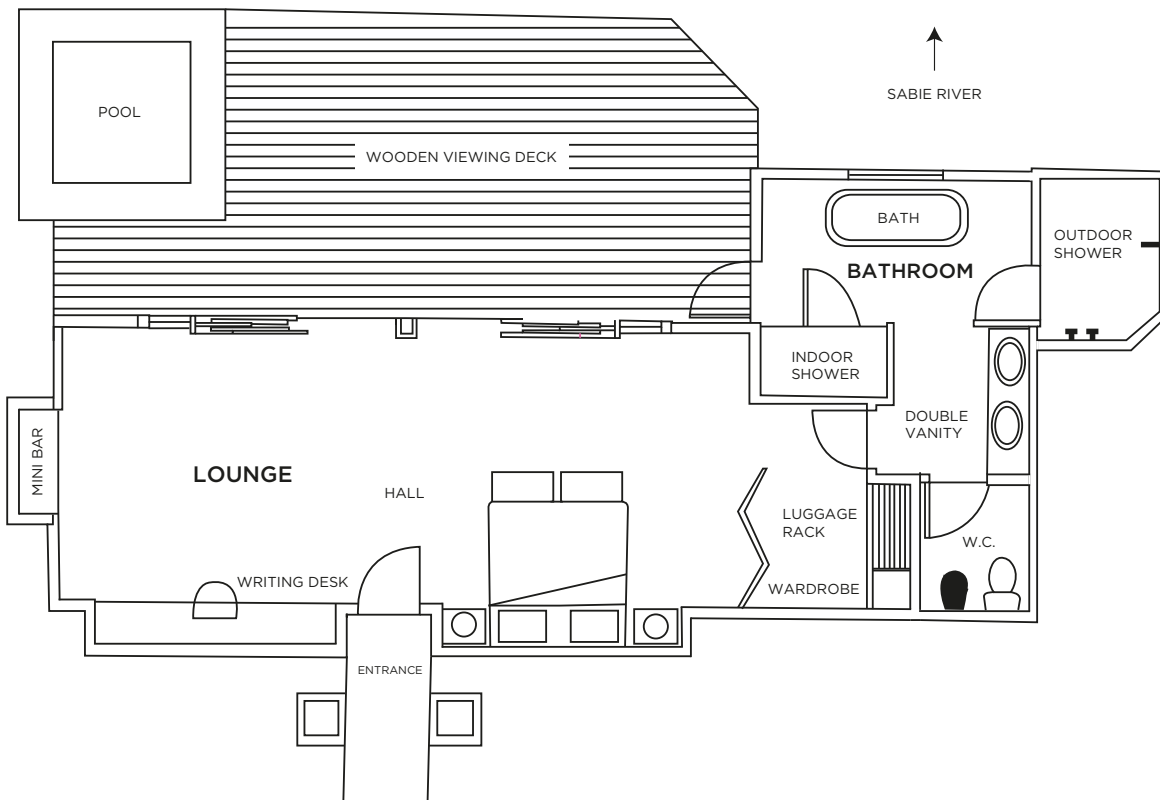 POOL
WOODEN VIEWING DECK
SABIE RIVER
BATH
BATHROOM
OUTDOOR
SHOWER
INDOOR
SHOWER
DOUBLE
VANITY
MINI BAR
LOUNGE
HALL
LUGGAGE
RACK
W.C.
WRITING DESK
WARDROBE
ENTRANCE